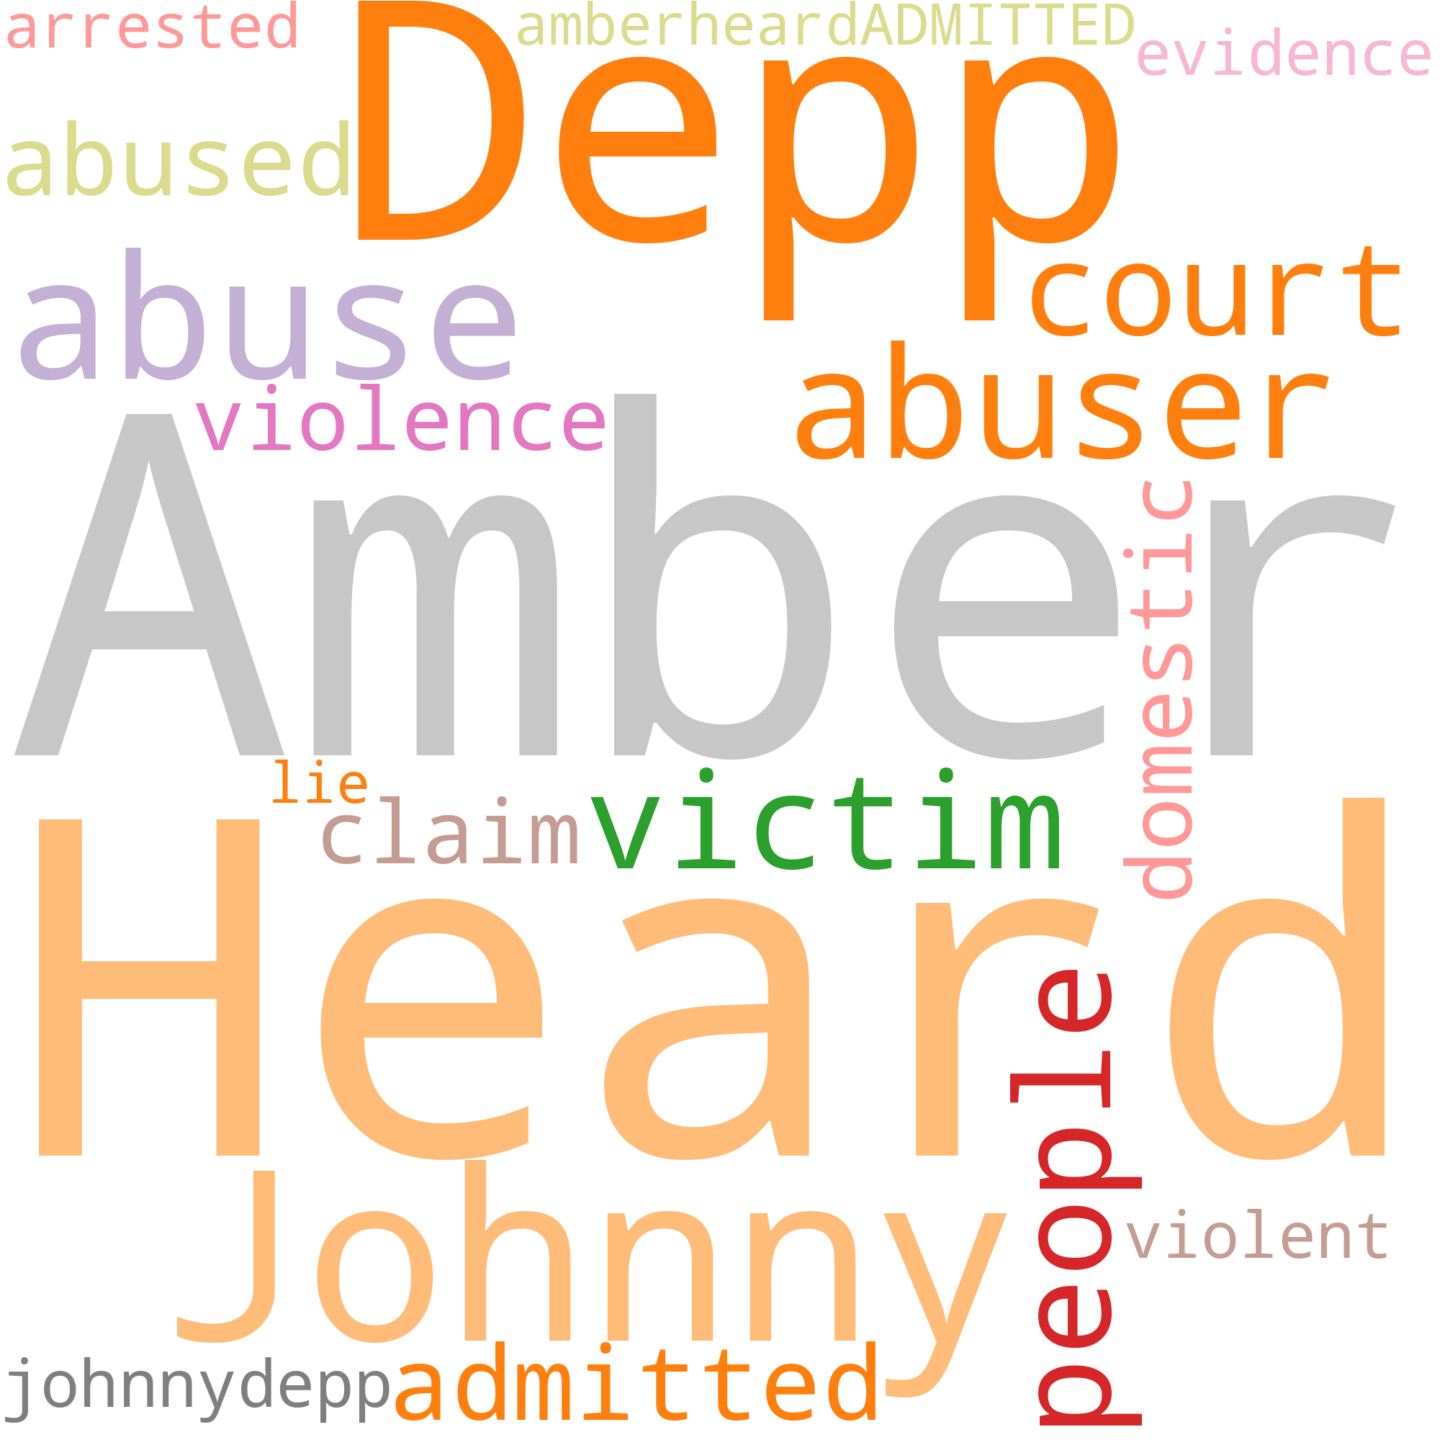 arrested
amberheardADMITTED
evidence
Depp
abused
abuse
court
violence
abuser
Amber
domestic
lie
claim
victim
Heard
people
Johnny
violent
johnnydepp
admitted